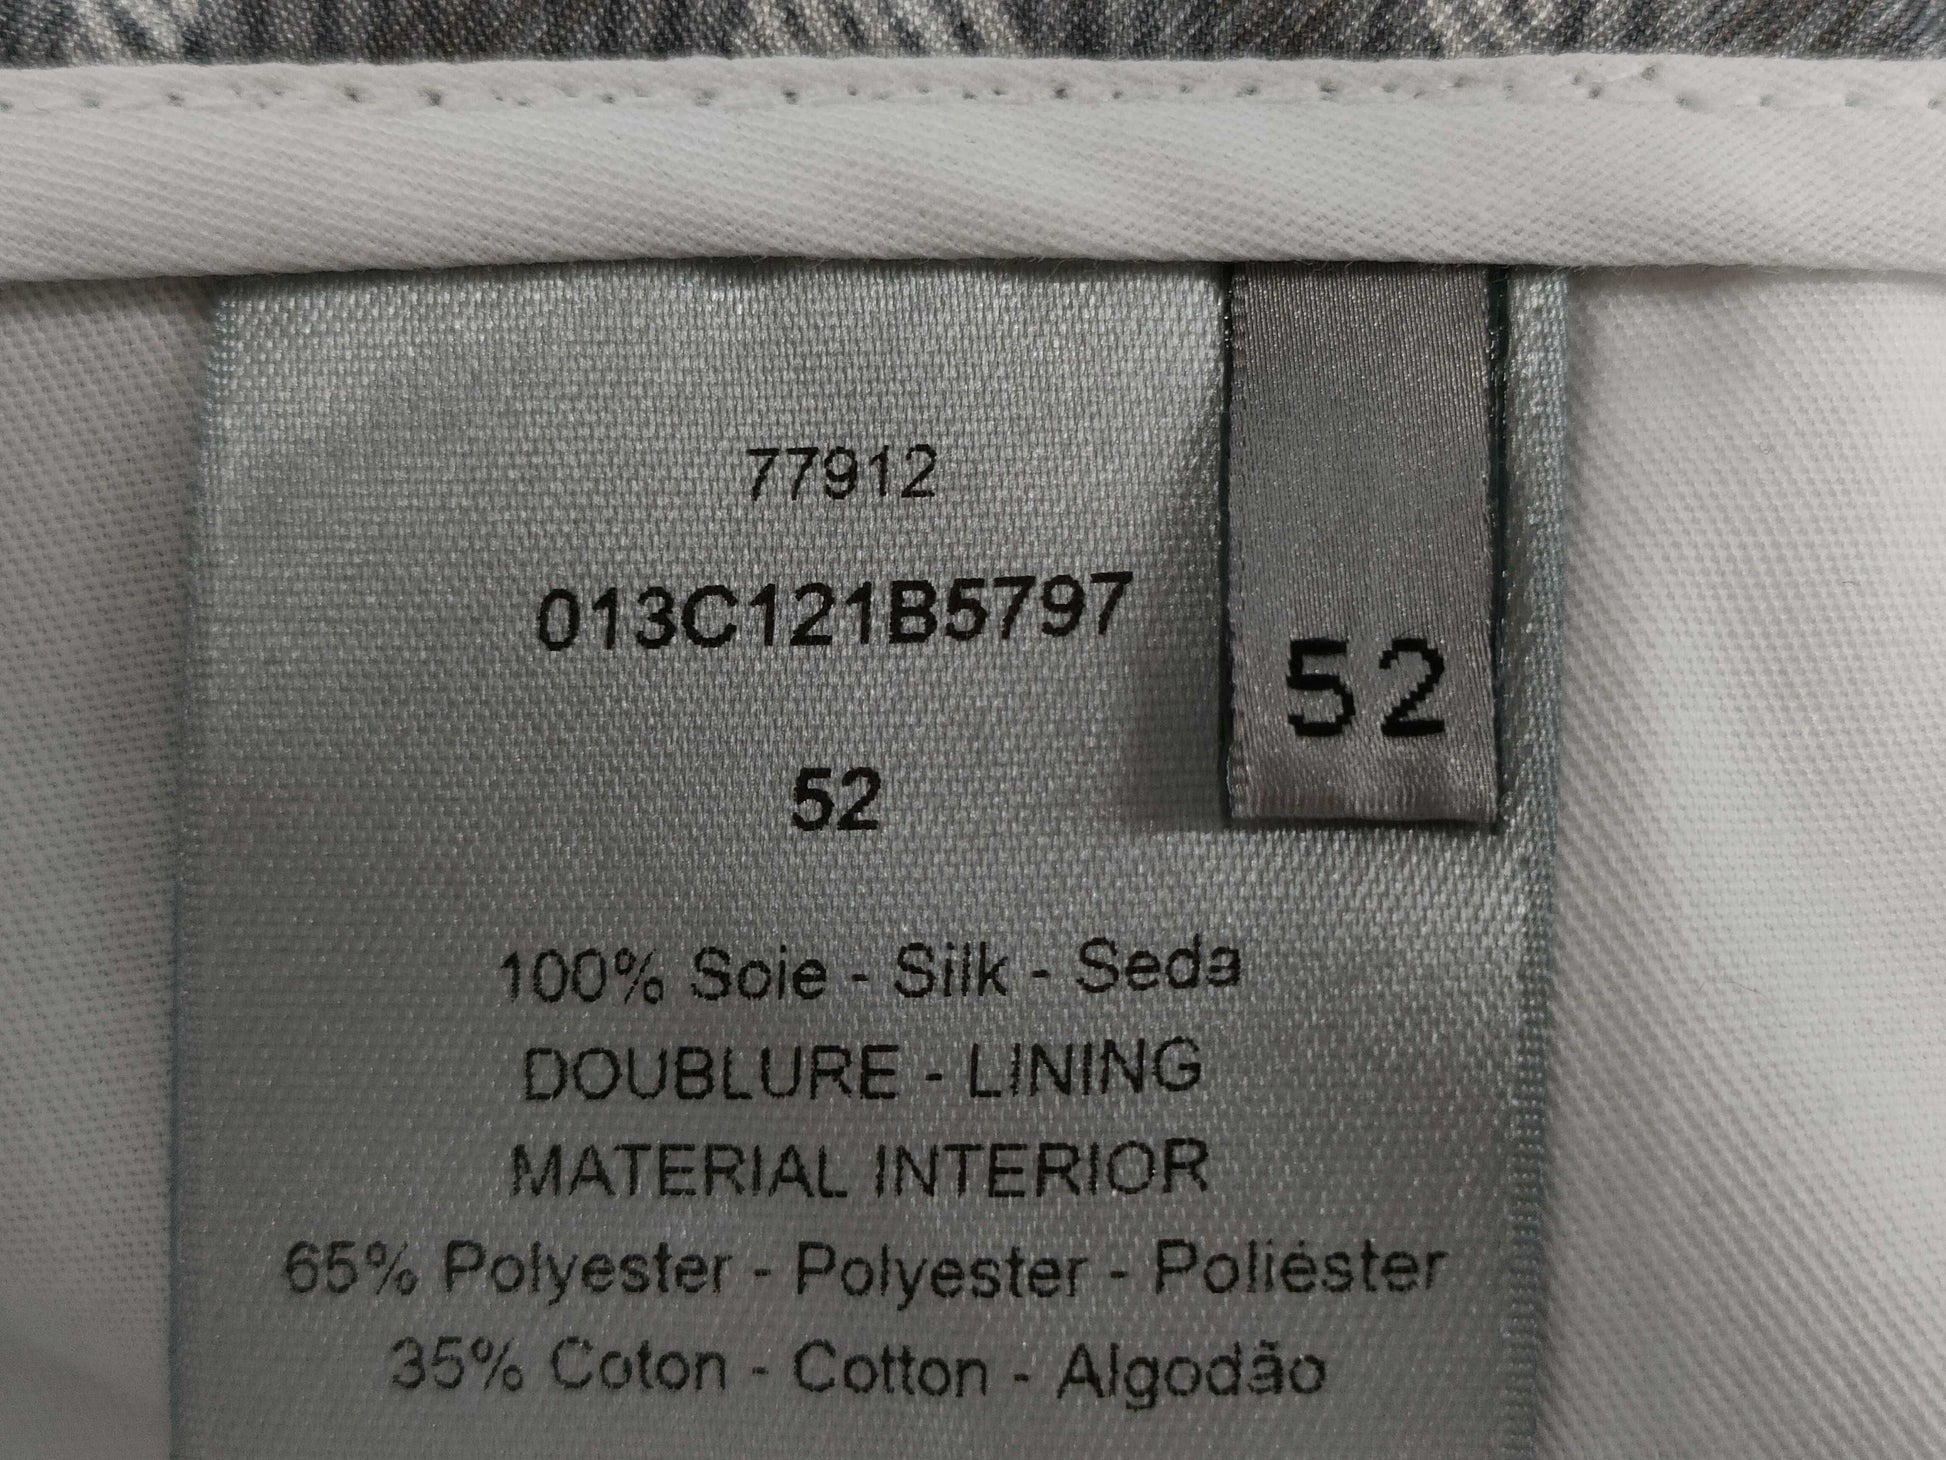 77912
013C121B5797
52
52
100% Soie - Silk - Seda
DOUBLURE - LINING
MATERIAL INTERIOR
65% Polyester - Polyester - Poliéster
35% Coton - Cotton - Algodão